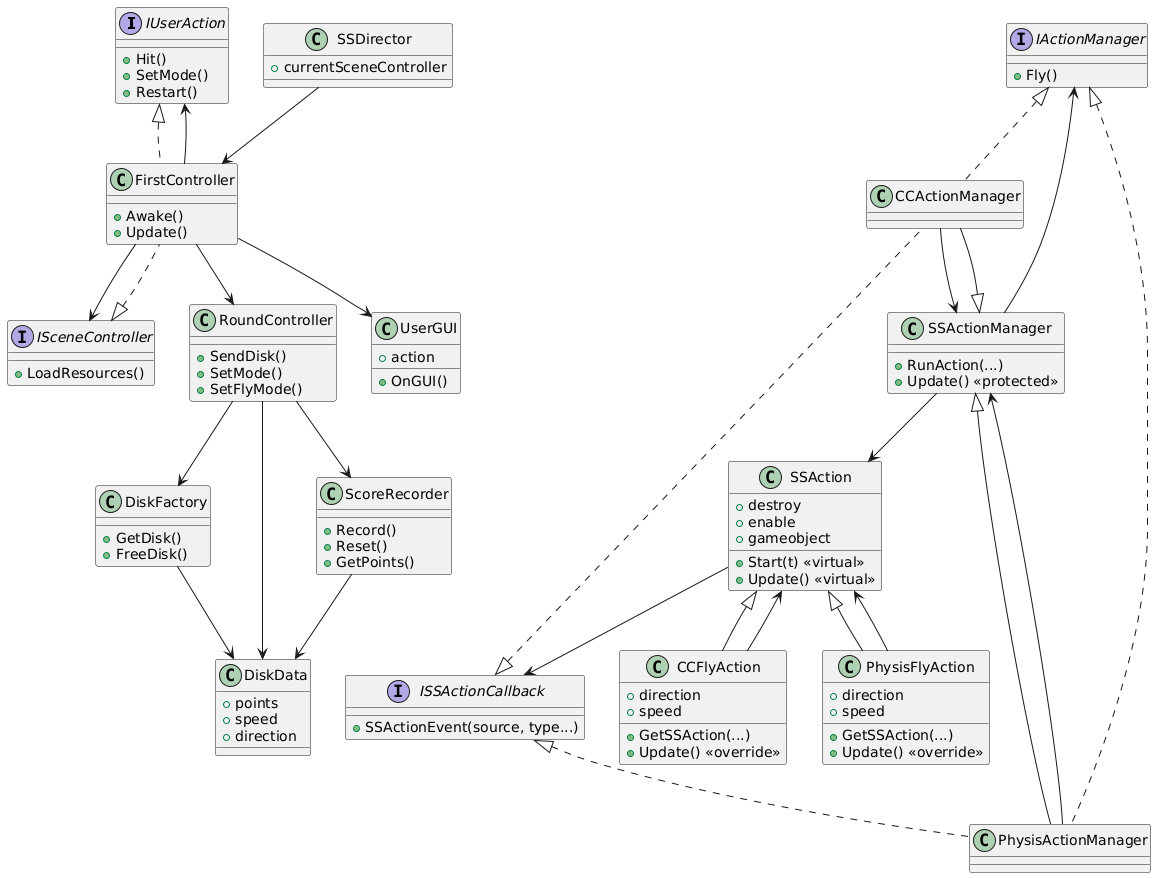 I IUserAction
Hit()
SetMode()
Restart()
C SSDirector
currentSceneController
I IActionManager
Fly()
C FirstController
Awake()
Update()
C CCActionManager
I ISceneController
LoadResources()
C RoundController
SendDisk()
SetMode()
SetFlyMode()
C UserGUI
action
OnGUI()
C SSActionManager
RunAction(...)
Update() «protected»
C DiskFactory
GetDisk()
FreeDisk()
C ScoreRecorder
Record()
Reset()
GetPoints()
C SSAction
destroy
enable
gameobject
Start(t) «virtual»
Update() «virtual»
C DiskData
points
speed
direction
I ISSActionCallback
SSActionEvent(source, type...)
C CCFlyAction
direction
speed
GetSSAction(...)
Update() «override»
C PhysisFlyAction
direction
speed
GetSSAction(...)
Update() «override»
C PhysisActionManager